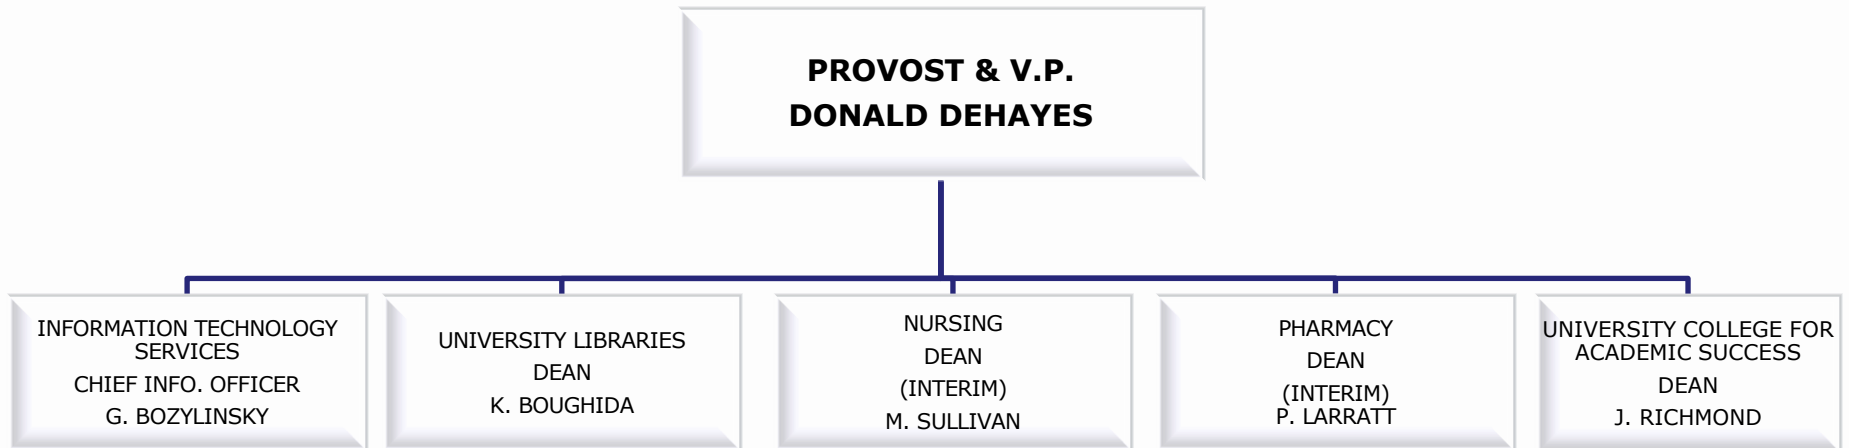 PROVOST & V.P.
DONALD DEHAYES
INFORMATION TECHNOLOGY
SERVICES
CHIEF INFO. OFFICER
G. BOZYLINSKY
UNIVERSITY LIBRARIES
DEAN
K. BOUGHIDA
NURSING
DEAN
(INTERIM)
M. SULLIVAN
PHARMACY
DEAN
(INTERIM)
P. LARRATT
UNIVERSITY COLLEGE FOR
ACADEMIC SUCCESS
DEAN
J. RICHMOND